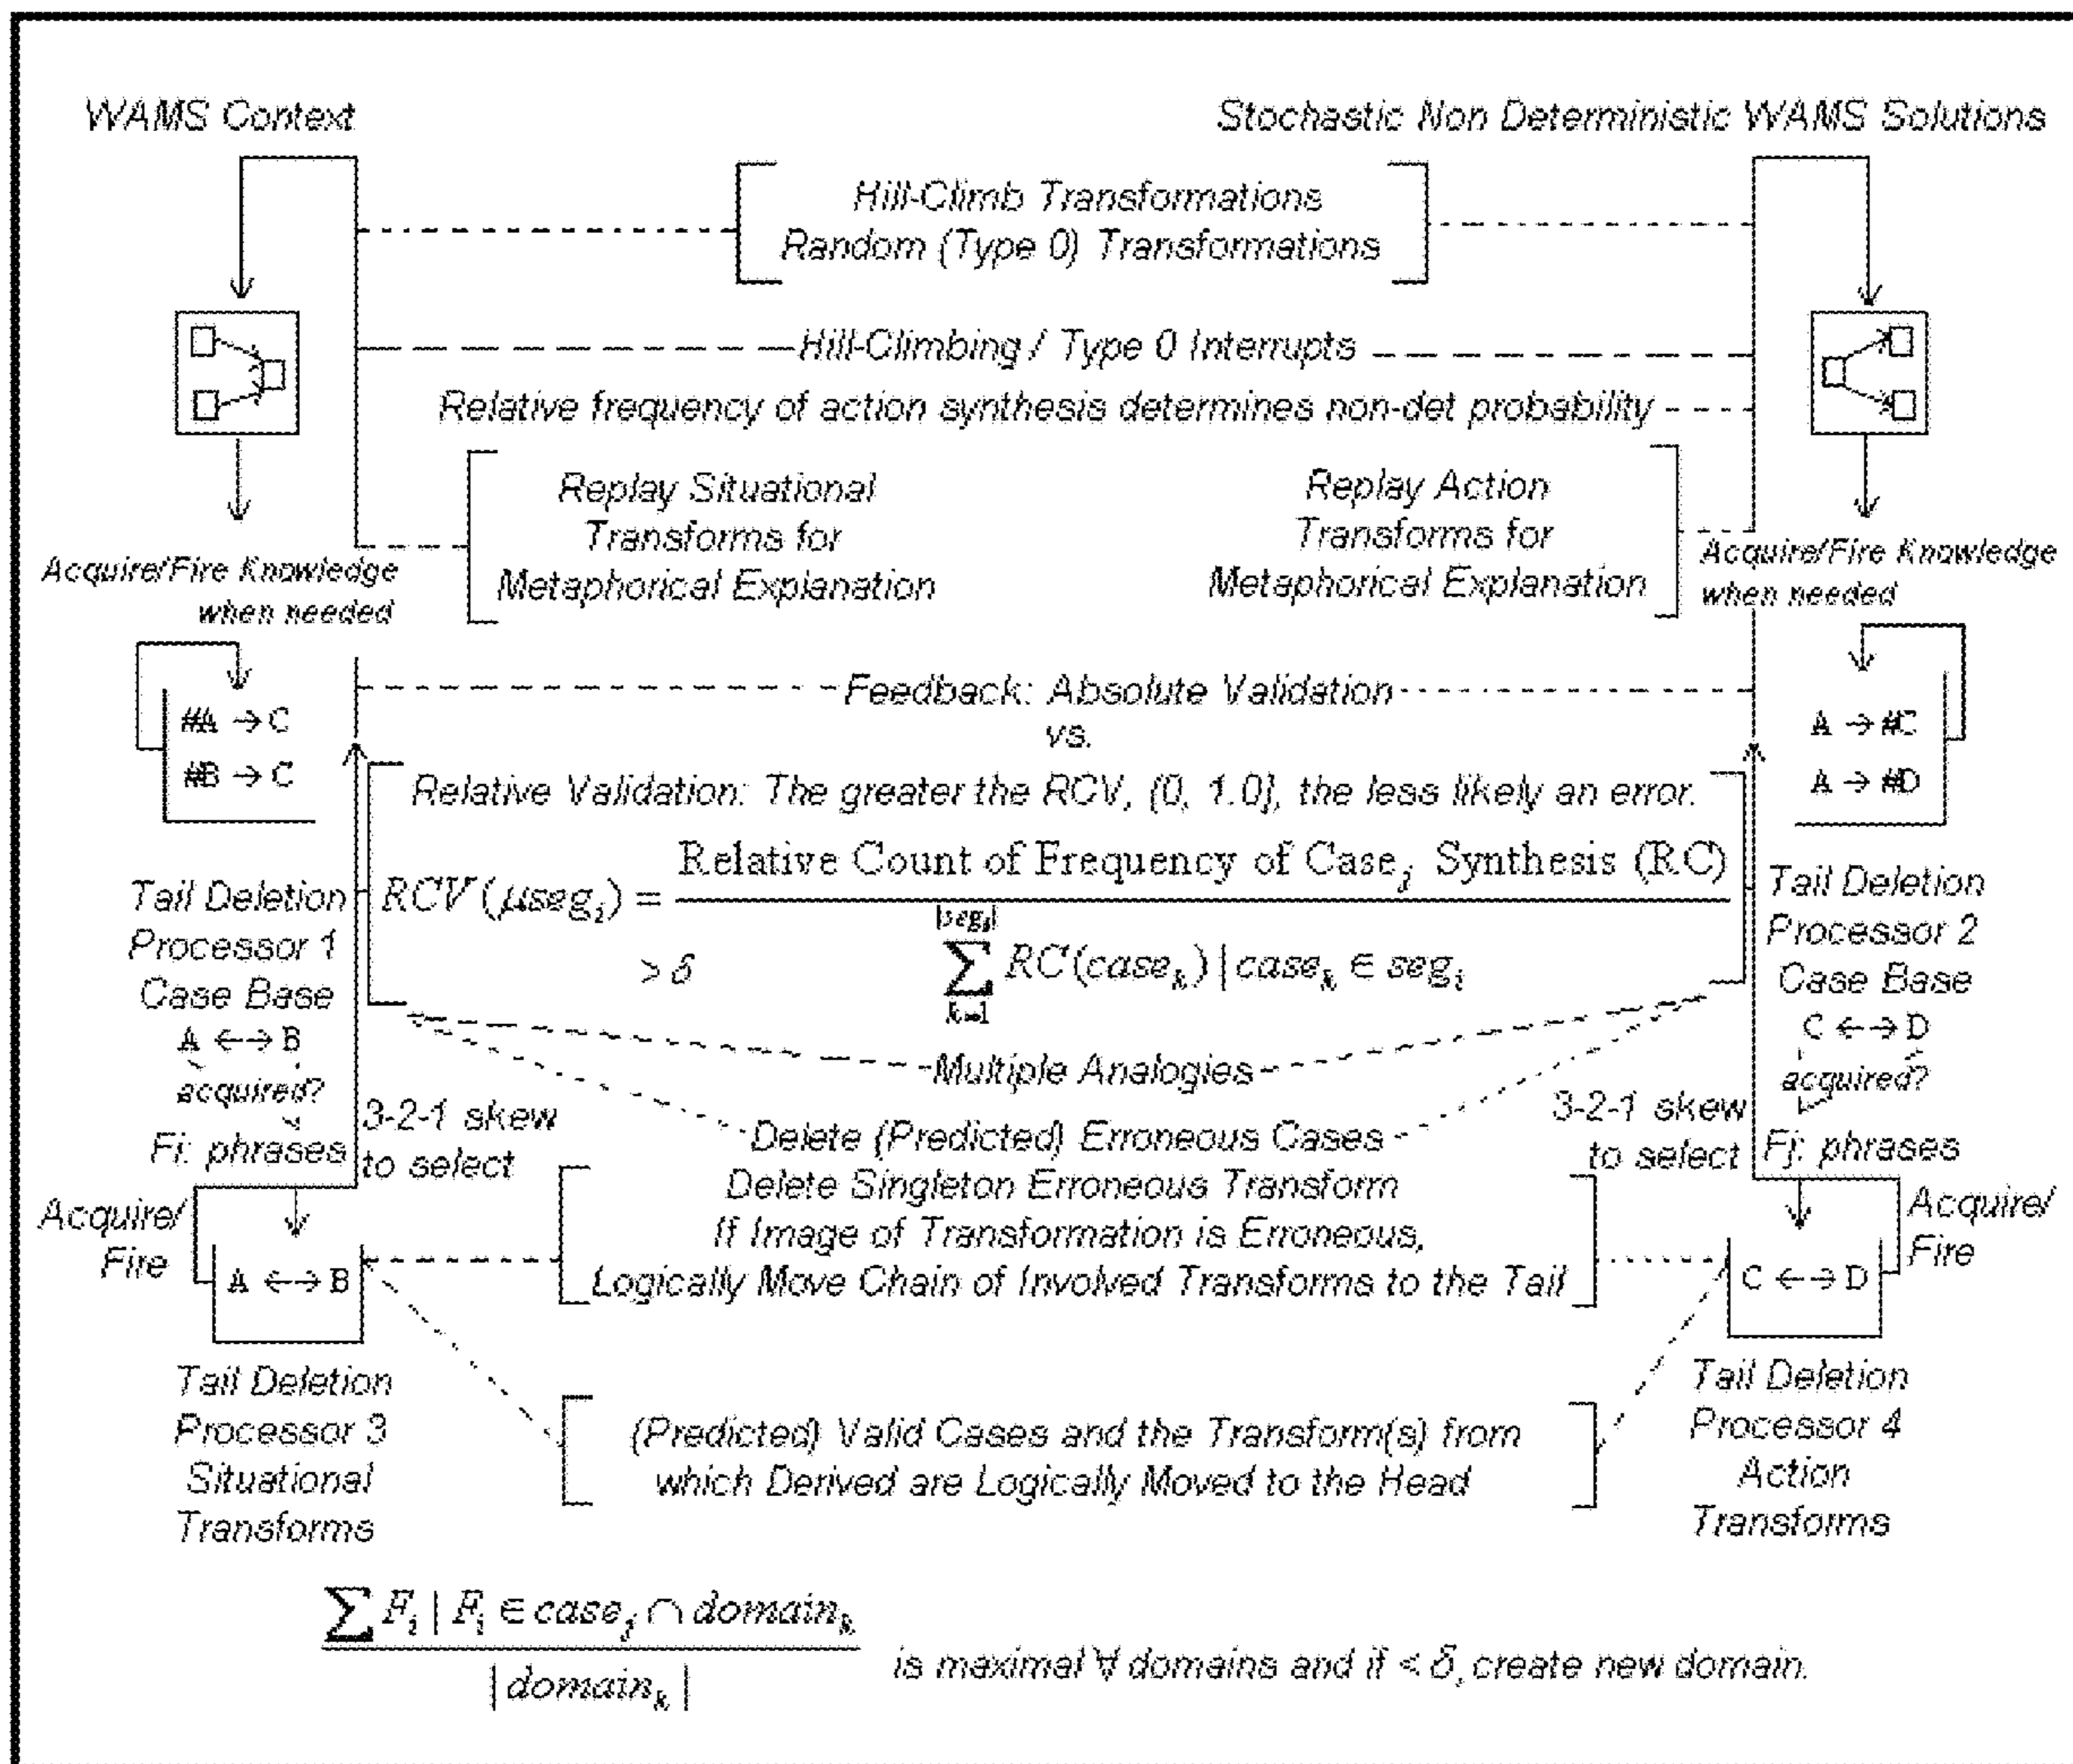 WAMS Context
Stochastic Non Deterministic WAMS Solutions
Hill-Climb Transformations
Random (Type 0) Transformations
Hill-Climbing / Type 0 Interrupts
Relative frequency of action synthesis determines non-det probability
Replay Situational
Transforms for
Metaphorical Explanation
Replay Action
Transforms for
Metaphorical Explanation
Acquire/Fire Knowledge
when needed
Acquire/Fire Knowledge
when needed
#A → C
#B → C
Feedback: Absolute Validation
vs.
A → #C
A → #D
Relative Validation: The greater the RCV, (0, 1.0], the less likely an error.
RCV(μseg_i) = Relative Count of Frequency of Case_j Synthesis (RC)
> δ
|seg_i|
∑ RC(case_k) | case_k ∈ seg_i
k=1
Tail Deletion
Processor 1
Case Base
A ←→ B
acquired?
Fi: phrases
3-2-1 skew
to select
Tail Deletion
Processor 2
Case Base
C ←→ D
acquired?
Fj: phrases
3-2-1 skew
to select
Multiple Analogies
Delete (Predicted) Erroneous Cases
Delete Singleton Erroneous Transform
If Image of Transformation is Erroneous,
Logically Move Chain of Involved Transforms to the Tail
Acquire/
Fire
A ←→ B
Acquire/
Fire
C ←→ D
Tail Deletion
Processor 3
Situational
Transforms
(Predicted) Valid Cases and the Transform(s) from
which Derived are Logically Moved to the Head
Tail Deletion
Processor 4
Action
Transforms
∑ F_i | F_i ∈ case_j ∩ domain_k
|domain_k|
is maximal ∀ domains and if < δ, create new domain.